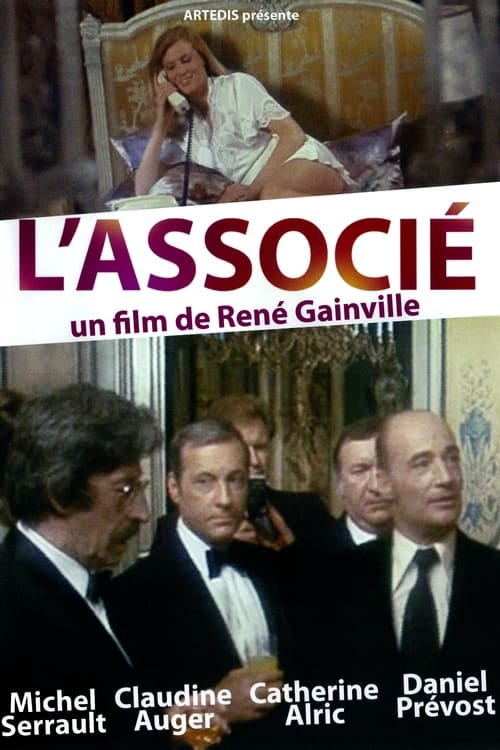 ARTEDIS présente
L'ASSOCIÉ
un film de René Gainville
Michel Claudine Catherine Daniel
Serrault Auger Alric Prévost